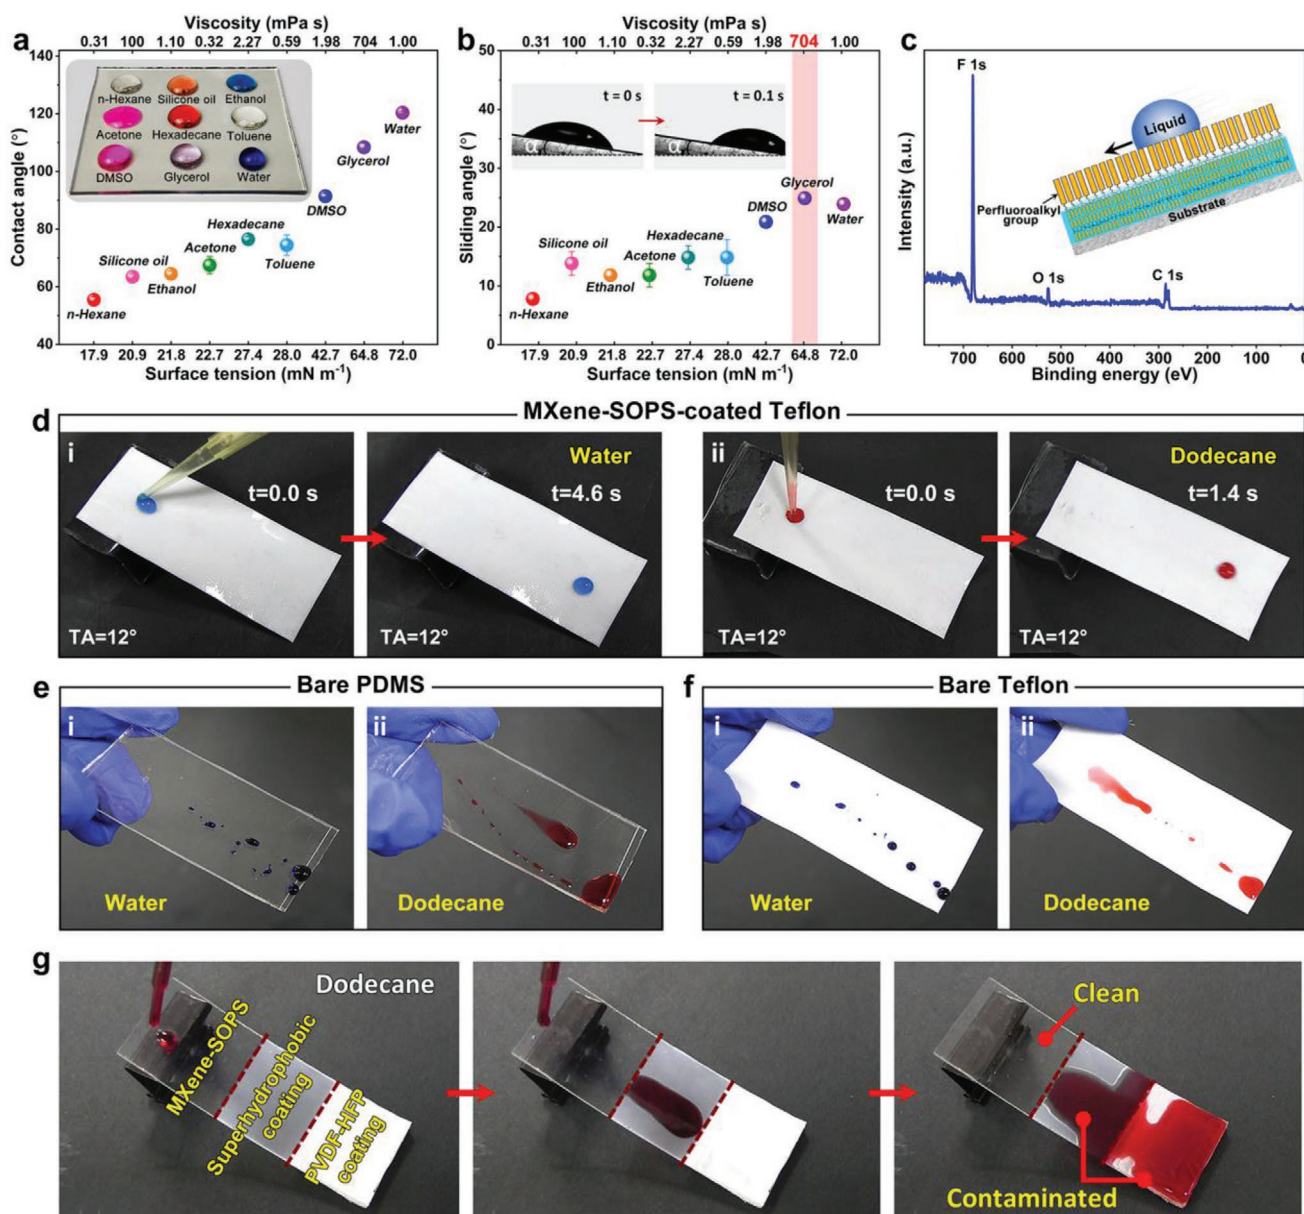 a
Viscosity (mPa s)
0.31 100 1.10 0.32 2.27 0.59 1.98 704 1.00
Contact angle (°)
140
120
100
80
60
40
n-Hexane Silicone oil Ethanol
Acetone Hexadecane Toluene
DMSO Glycerol Water
Water
Glycerol
DMSO
Hexadecane
Acetone
Toluene
Silicone oil
Ethanol
n-Hexane
17.9 20.9 21.8 22.7 27.4 28.0 42.7 64.8 72.0
Surface tension (mN m⁻¹)
b
Viscosity (mPa s)
0.31 100 1.10 0.32 2.27 0.59 1.98 704 1.00
Sliding angle (°)
50
40
30
20
10
0
t = 0 s
t = 0.1 s
α
α
Glycerol
DMSO
Water
Hexadecane
Silicone oil
Acetone
Toluene
Ethanol
n-Hexane
17.9 20.9 21.8 22.7 27.4 28.0 42.7 64.8 72.0
Surface tension (mN m⁻¹)
c
Intensity (a.u.)
F 1s
O 1s
C 1s
Liquid
Perfluoroalkyl
group
Substrate
700 600 500 400 300 200 100 0
Binding energy (eV)
d
MXene-SOPS-coated Teflon
i
t=0.0 s
TA=12°
Water
t=4.6 s
TA=12°
ii
t=0.0 s
TA=12°
Dodecane
t=1.4 s
TA=12°
e
Bare PDMS
i
Water
ii
Dodecane
f
Bare Teflon
i
Water
ii
Dodecane
g
Dodecane
MXene-SOPS
Superhydrophobic
coating
PVDF-HFP
coating
Clean
Contaminated